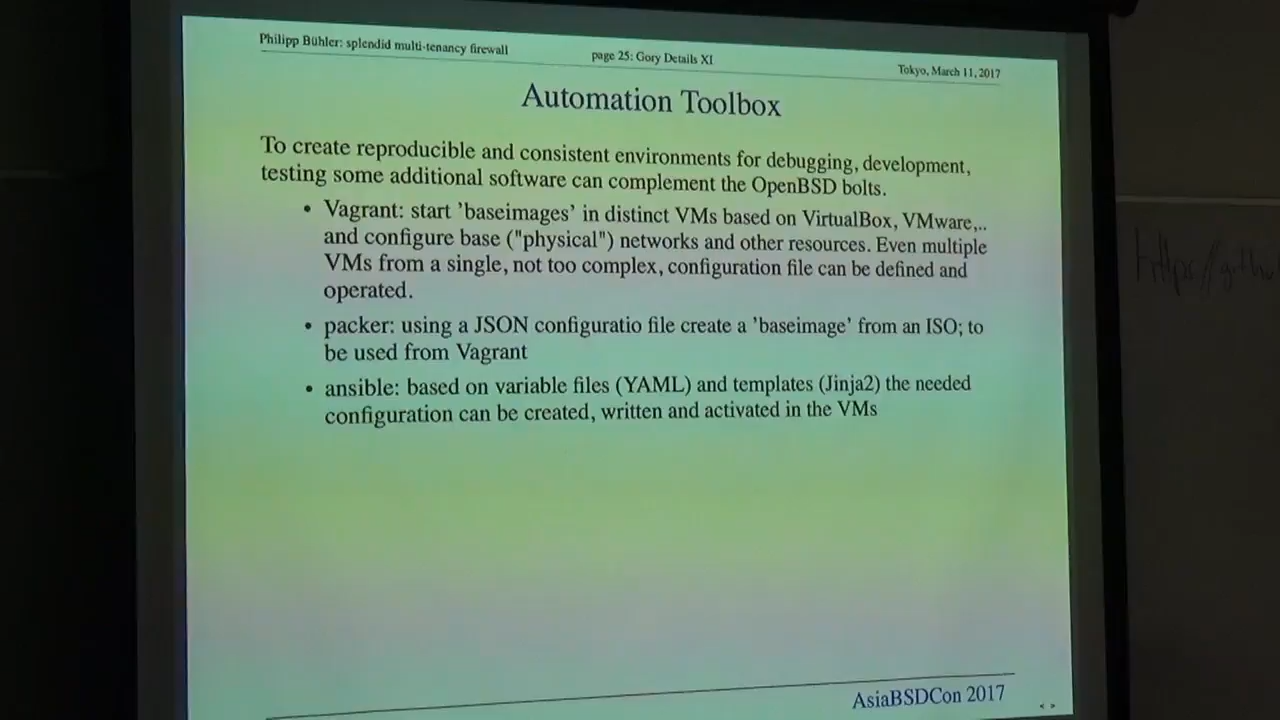 Philipp Bühler: splendid multi-tenancy firewall
page 25: Gory Details XI
Tokyo, March 11, 2017
Automation Toolbox
To create reproducible and consistent environments for debugging, development,
testing some additional software can complement the OpenBSD bolts.
• Vagrant: start 'baseimages' in distinct VMs based on VirtualBox, VMware,..
and configure base ("physical") networks and other resources. Even multiple
VMs from a single, not too complex, configuration file can be defined and
operated.
• packer: using a JSON configuratio file create a 'baseimage' from an ISO; to
be used from Vagrant
• ansible: based on variable files (YAML) and templates (Jinja2) the needed
configuration can be created, written and activated in the VMs
AsiaBSDCon 2017
< >